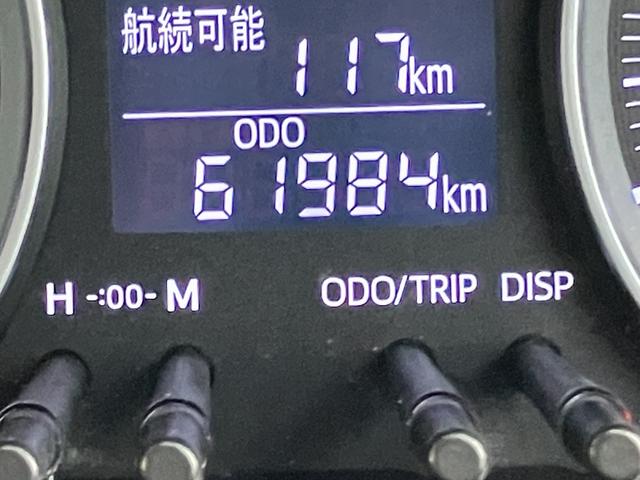 航続可能
117km
ODO
61984km
H -:00- M ODO/TRIP DISP